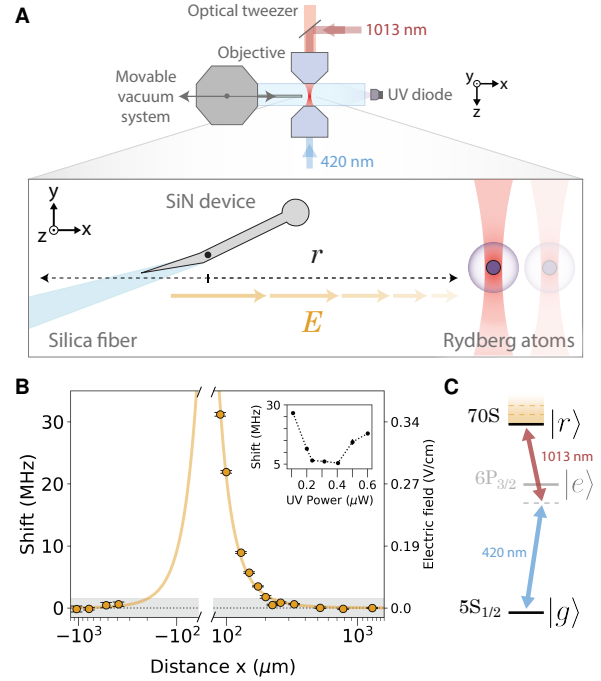 A
Optical tweezer
1013 nm
Objective
Movable
vacuum
system
UV diode
y
x
z
420 nm
y
z
x
SiN device
r
E
Silica fiber
Rydberg atoms
B
C
30
20
10
0
Shift (MHz)
0.34
0.27
0.19
0.0
Electric field (V/cm)
−10³
−10²
10²
10³
Distance x (μm)
30
5
Shift (MHz)
0.2
0.4
0.6
UV Power (μW)
70S
|r⟩
1013 nm
6P3/2
|e⟩
420 nm
5S1/2
|g⟩